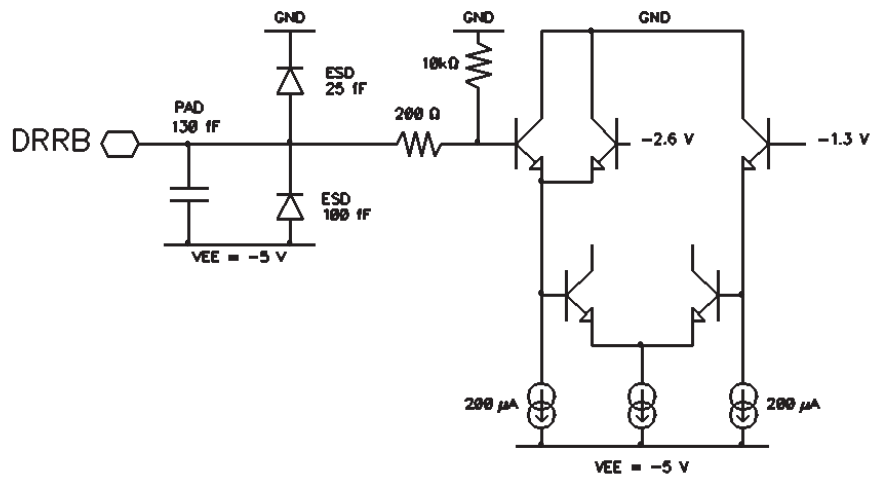 GND
GND
GND
ESD
25 fF
10kΩ
PAD
130 fF
200 Ω
DRRB
-2.6 V
-1.3 V
ESD
100 fF
VEE = -5 V
200 μA
200 μA
VEE = -5 V